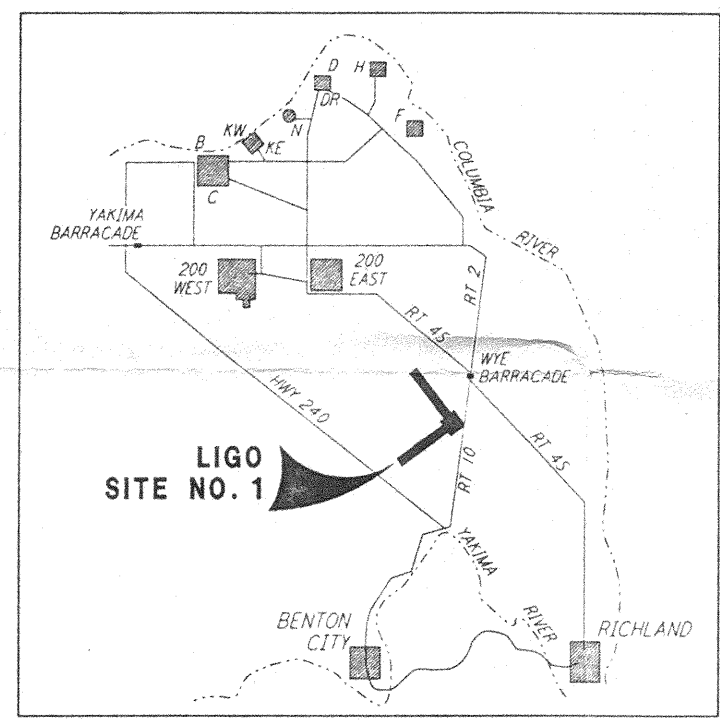 D
H
DR
N
F
KW
KE
B
C
COLUMBIA
RIVER
YAKIMA
BARRACADE
200
WEST
200
EAST
RT 2
RT 4S
WYE
BARRACADE
HWY 240
LIGO
SITE NO. 1
RT 10
RT 4S
YAKIMA
RIVER
BENTON
CITY
RICHLAND